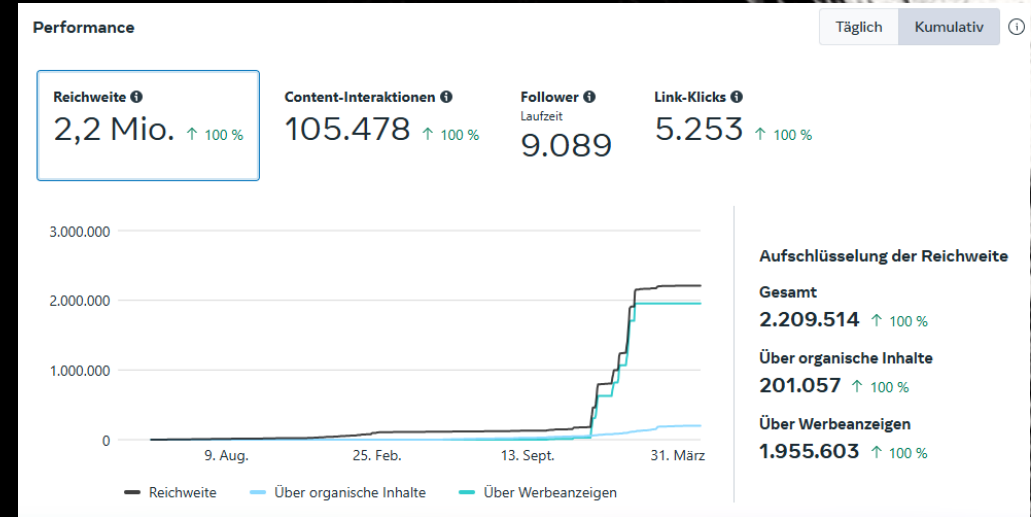 Performance
Täglich Kumulativ
Reichweite
2,2 Mio. ↑ 100 %
Content-Interaktionen
105.478 ↑ 100 %
Follower
Laufzeit
9.089
Link-Klicks
5.253 ↑ 100 %
3.000.000
2.000.000
1.000.000
0
9. Aug. 25. Feb. 13. Sept. 31. März
Reichweite Über organische Inhalte Über Werbeanzeigen
Aufschlüsselung der Reichweite
Gesamt
2.209.514 ↑ 100 %
Über organische Inhalte
201.057 ↑ 100 %
Über Werbeanzeigen
1.955.603 ↑ 100 %